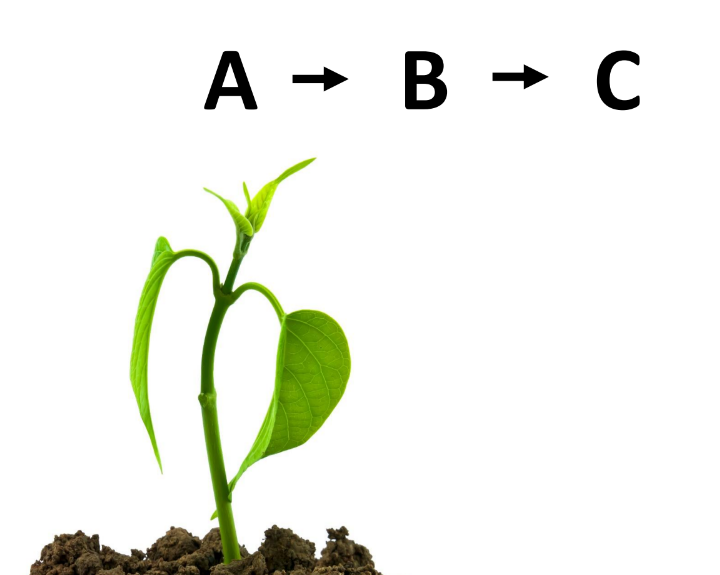 A → B → C